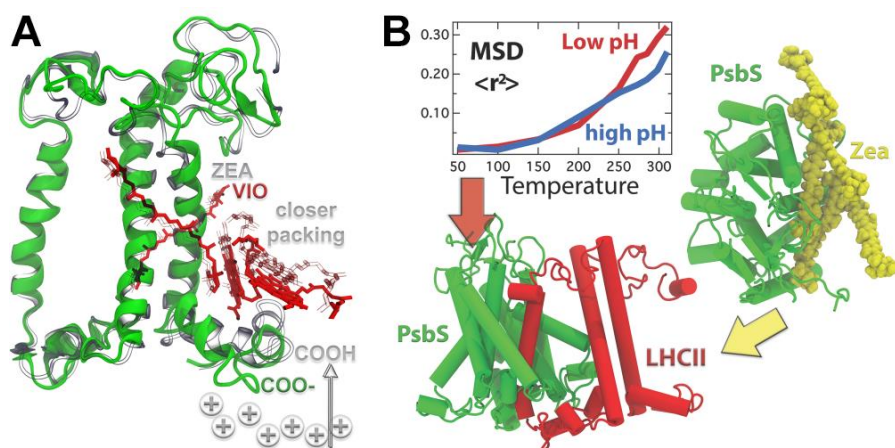 A
ZEA
VIO
closer
packing
COOH
COO-
+ + + + + +
B
0.30
0.20
0.10
MSD
<r²>
Low pH
high pH
50 100 150 200 250 300
Temperature
PsbS
Zea
PsbS
LHCII